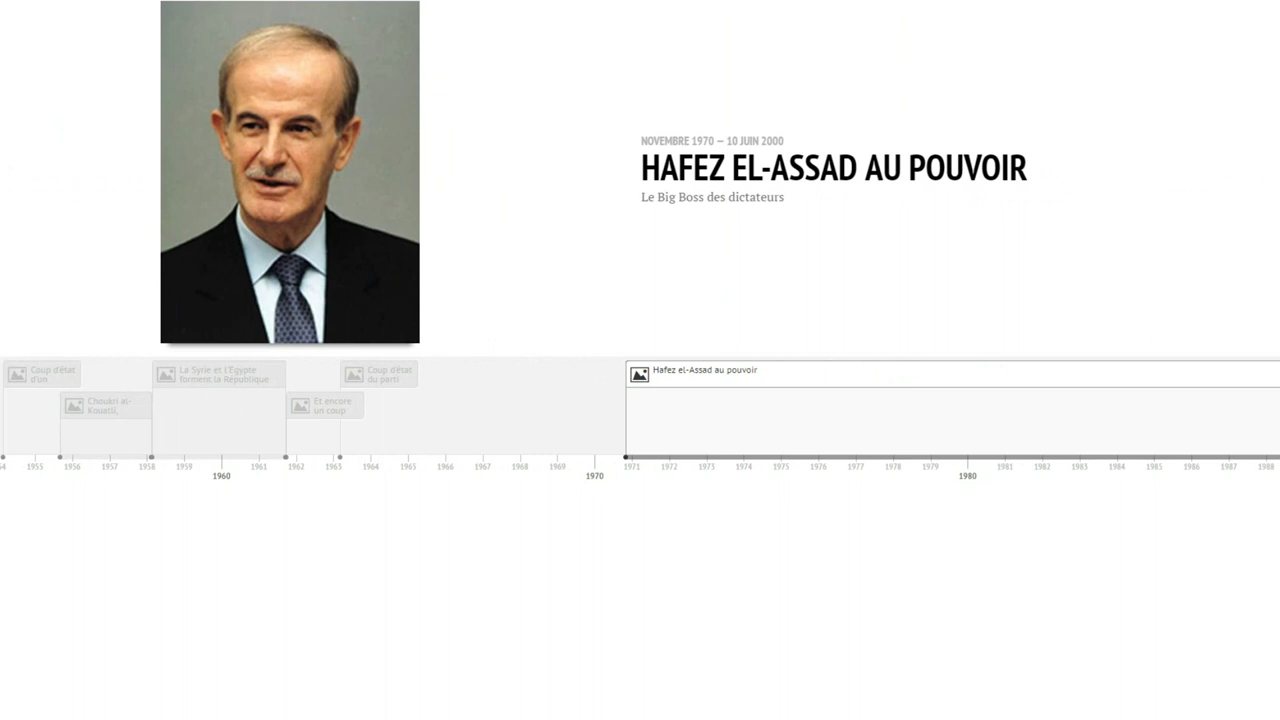 NOVEMBRE 1970 — 10 JUIN 2000
HAFEZ EL-ASSAD AU POUVOIR
Le Big Boss des dictateurs
Coup d'état
d'un
La Syrie et l'Egypte
forment la République
Coup d'état
du parti
Hafez el-Assad au pouvoir
Choukri al-
Kouatli,
Et encore
un coup
54 1955 1956 1957 1958 1959 1961 1962 1963 1964 1965 1966 1967 1968 1969 1971 1972 1973 1974 1975 1976 1977 1978 1979 1981 1982 1983 1984 1985 1986 1987 1988
1960 1970 1980